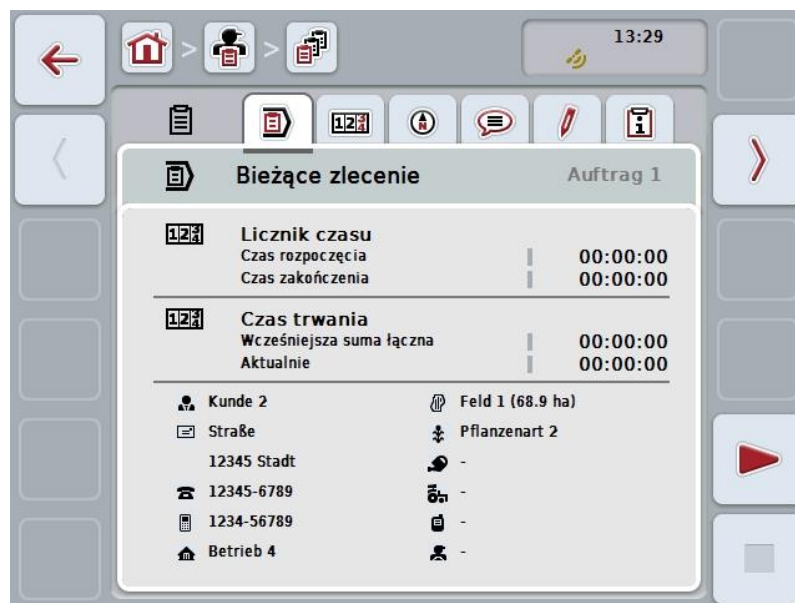 13:29
Bieżące zlecenie Auftrag 1
Licznik czasu
Czas rozpoczęcia 00:00:00
Czas zakończenia 00:00:00
Czas trwania
Wcześniejsza suma łączna 00:00:00
Aktualnie 00:00:00
Kunde 2 Feld 1 (68.9 ha)
Straße Pflanzenart 2
12345 Stadt -
12345-6789 -
1234-56789 -
Betrieb 4 -